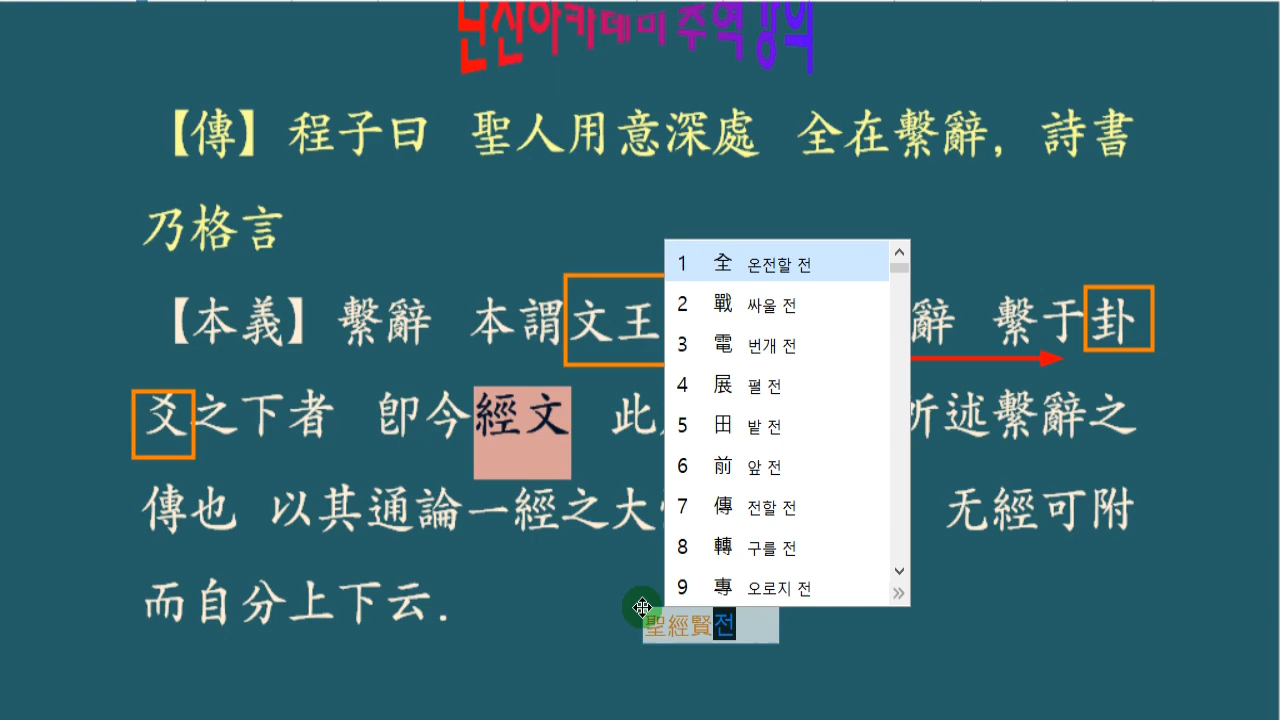 난산아카데미 주역 강의
【傳】程子曰 聖人用意深處 全在繫辭, 詩書
乃格言
【本義】繫辭 本謂文王 辭 繫于卦
爻之下者 卽今經文 此 所述繫辭之
傳也 以其通論一經之大 无經可附
而自分上下云.
1 全 온전할 전
2 戰 싸울 전
3 電 번개 전
4 展 펼 전
5 田 밭 전
6 前 앞 전
7 傳 전할 전
8 轉 구를 전
9 專 오로지 전
聖經賢전